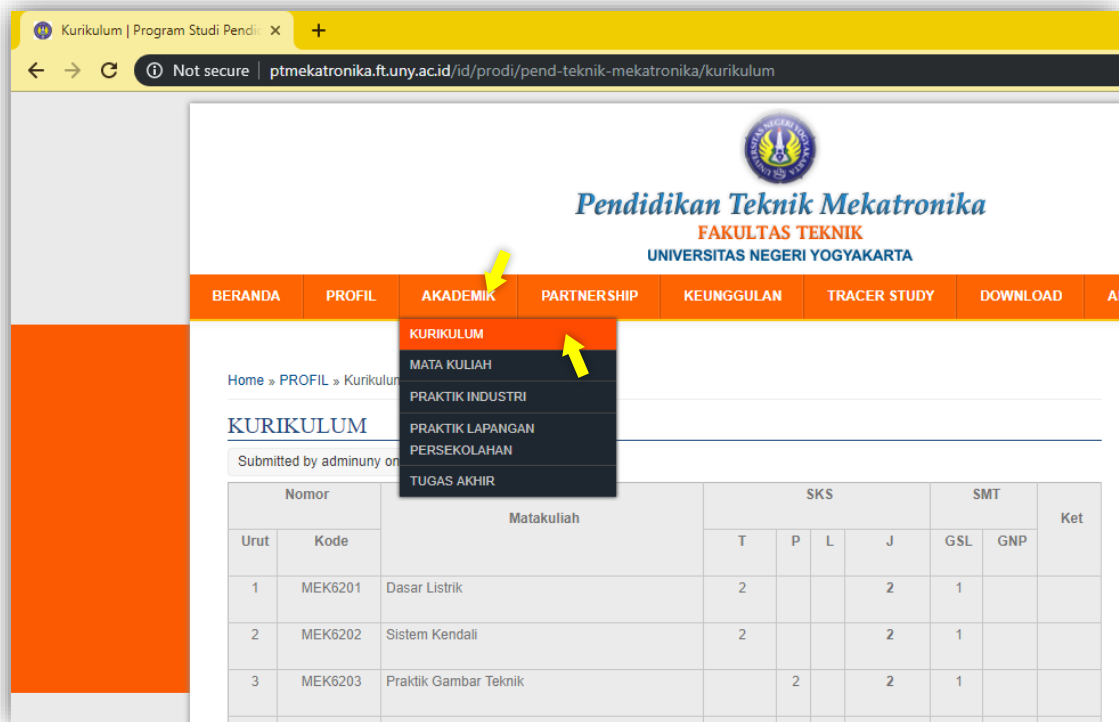 Kurikulum | Program Studi Pendid
Not secure | ptmekatronika.ft.uny.ac.id/id/prodi/pend-teknik-mekatronika/kurikulum
UNIVERSITAS NEGERI YOGYAKARTA
Pendidikan Teknik Mekatronika
FAKULTAS TEKNIK
UNIVERSITAS NEGERI YOGYAKARTA
BERANDA PROFIL AKADEMIK PARTNERSHIP KEUNGGULAN TRACER STUDY DOWNLOAD
KURIKULUM
MATA KULIAH
PRAKTIK INDUSTRI
PRAKTIK LAPANGAN
PERSEKOLAHAN
TUGAS AKHIR
Home » PROFIL » Kurikulum
KURIKULUM
Submitted by adminuny on
Nomor Matakuliah SKS SMT Ket
Urut Kode T P L J GSL GNP
1 MEK6201 Dasar Listrik 2 2 1
2 MEK6202 Sistem Kendali 2 2 1
3 MEK6203 Praktik Gambar Teknik 2 2 1